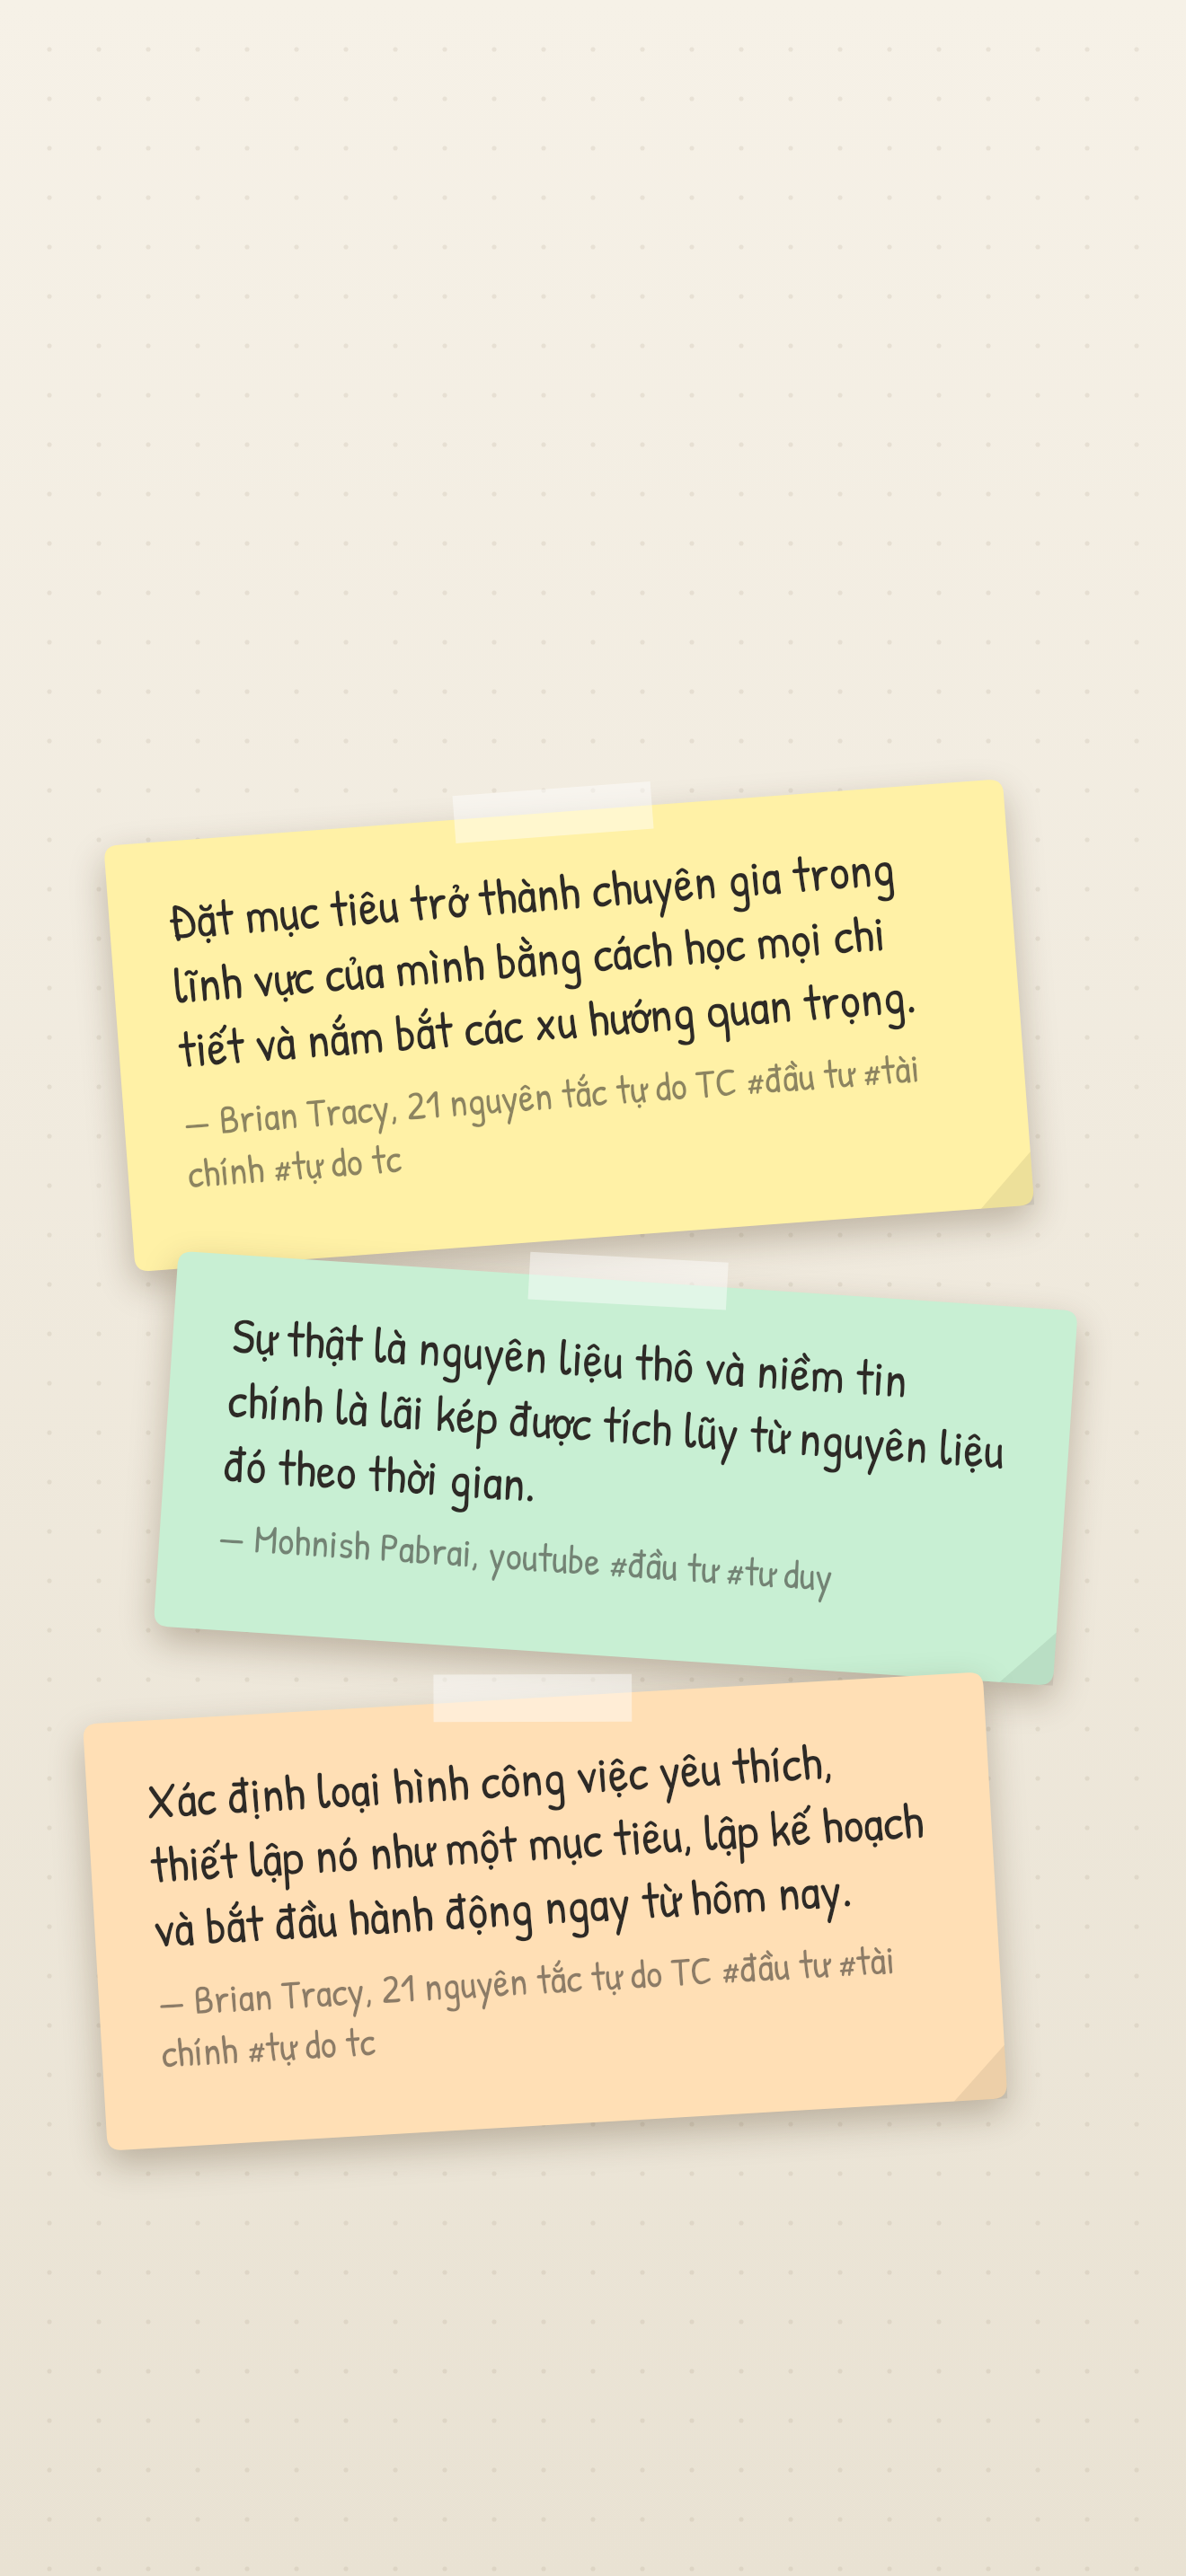 Đặt mục tiêu trở thành chuyên gia trong
lĩnh vực của mình bằng cách học mọi chi
tiết và nắm bắt các xu hướng quan trọng.
— Brian Tracy, 21 nguyên tắc tự do TC #đầu tư #tài
chính #tự do tc
Sự thật là nguyên liệu thô và niềm tin
chính là lãi kép được tích lũy từ nguyên liệu
đó theo thời gian.
— Mohnish Pabrai, youtube #đầu tư #tư duy
Xác định loại hình công việc yêu thích,
thiết lập nó như một mục tiêu, lập kế hoạch
và bắt đầu hành động ngay từ hôm nay.
— Brian Tracy, 21 nguyên tắc tự do TC #đầu tư #tài
chính #tự do tc